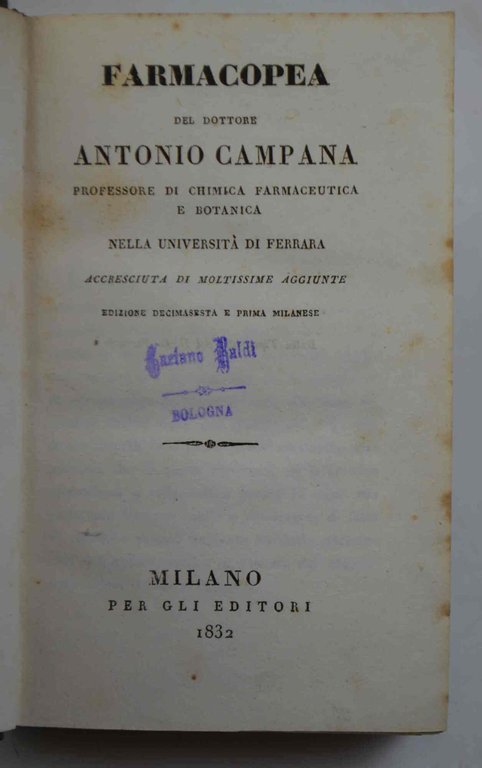 FARMACOPEA
DEL DOTTORE
ANTONIO CAMPANA
PROFESSORE DI CHIMICA FARMACEUTICA
E BOTANICA
NELLA UNIVERSITÀ DI FERRARA
ACCRESCIUTA DI MOLTISSIME AGGIUNTE
EDIZIONE DECIMASESTA E PRIMA MILANESE
Baldi
BOLOGNA
MILANO
PER GLI EDITORI
1832